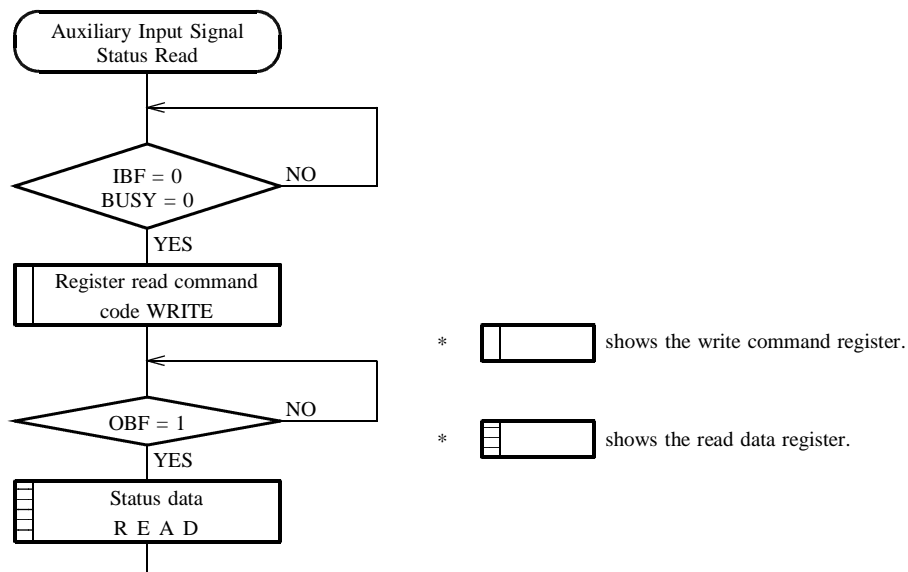 Auxiliary Input Signal
Status Read
IBF = 0
BUSY = 0
NO
YES
Register read command
code WRITE
* shows the write command register.
OBF = 1
NO
* shows the read data register.
YES
Status data
R E A D